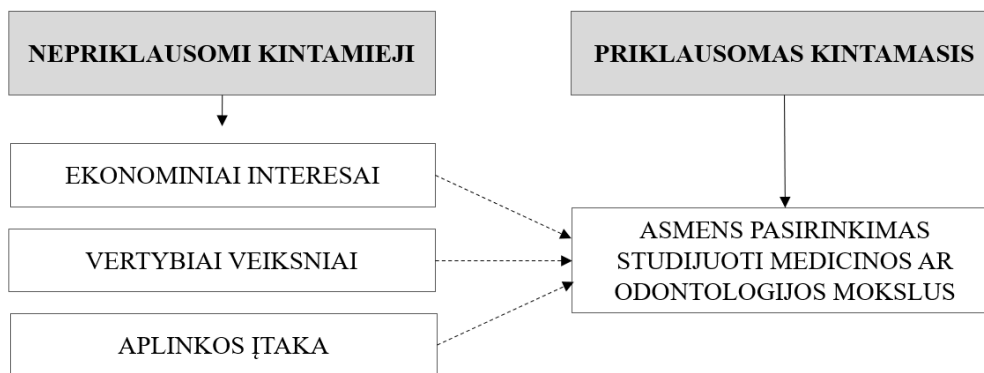 NEPRIKLAUSOMI KINTAMIEJI
PRIKLAUSOMAS KINTAMASIS
EKONOMINIAI INTERESAI
VERTYBIAI VEIKSNIAI
APLINKOS ĮTAKA
ASMENS PASIRINKIMAS
STUDIJUOTI MEDICINOS AR
ODONTOLOGIJOS MOKSLUS